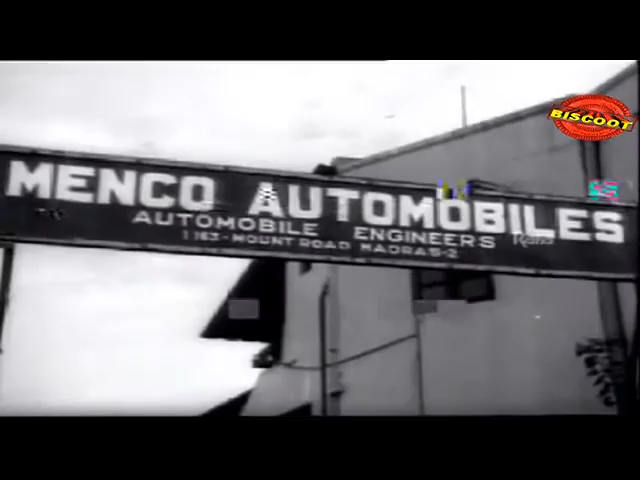 BISCOOT
MENCO AUTOMOBILES
AUTOMOBILE ENGINEERS
1163-MOUNT ROAD MADRAS-2